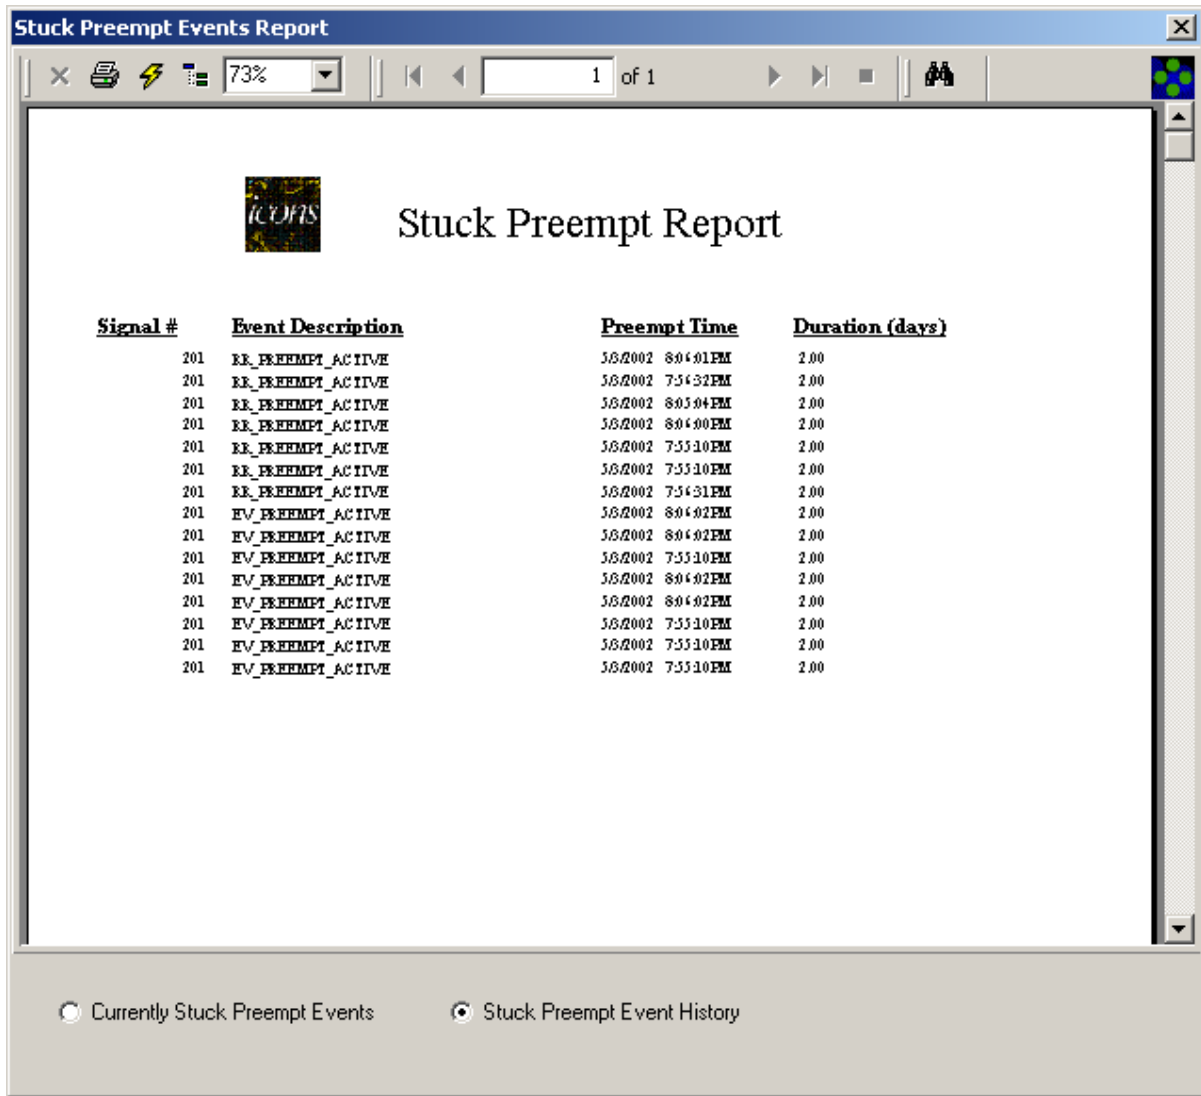 Stuck Preempt Events Report
73%
1 of 1
icons
Stuck Preempt Report
Signal # Event Description Preempt Time Duration (days)
201 RR_PREEMPT_ACTIVE 5/3/2002 8:06:01PM 2.00
201 RR_PREEMPT_ACTIVE 5/3/2002 7:56:32PM 2.00
201 RR_PREEMPT_ACTIVE 5/3/2002 8:05:04PM 2.00
201 RR_PREEMPT_ACTIVE 5/3/2002 8:06:00PM 2.00
201 RR_PREEMPT_ACTIVE 5/3/2002 7:55:10PM 2.00
201 RR_PREEMPT_ACTIVE 5/3/2002 7:55:10PM 2.00
201 RR_PREEMPT_ACTIVE 5/3/2002 7:56:31PM 2.00
201 EV_PREEMPT_ACTIVE 5/3/2002 8:06:02PM 2.00
201 EV_PREEMPT_ACTIVE 5/3/2002 8:06:02PM 2.00
201 EV_PREEMPT_ACTIVE 5/3/2002 7:55:10PM 2.00
201 EV_PREEMPT_ACTIVE 5/3/2002 8:06:02PM 2.00
201 EV_PREEMPT_ACTIVE 5/3/2002 8:06:02PM 2.00
201 EV_PREEMPT_ACTIVE 5/3/2002 7:55:10PM 2.00
201 EV_PREEMPT_ACTIVE 5/3/2002 7:55:10PM 2.00
201 EV_PREEMPT_ACTIVE 5/3/2002 7:55:10PM 2.00
Currently Stuck Preempt Events Stuck Preempt Event History